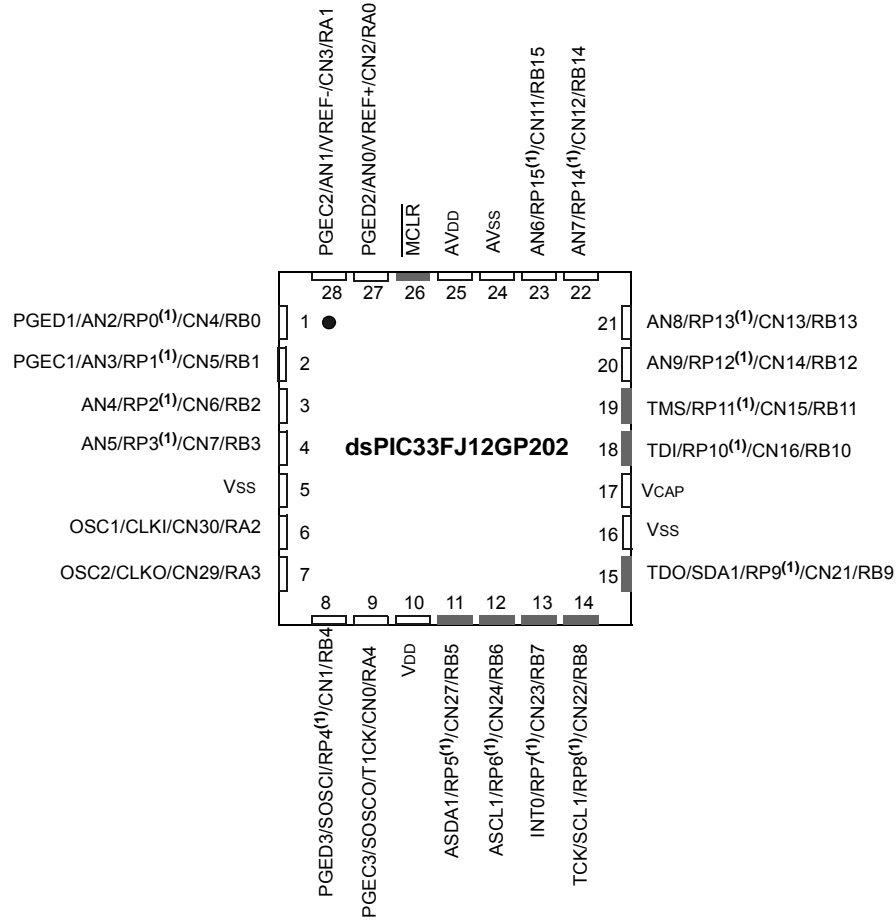 PGEC2/AN1/VREF-/CN3/RA1
PGED2/AN0/VREF+/CN2/RA0
MCLR
AVDD
AVSS
AN6/RP15(1)/CN11/RB15
AN7/RP14(1)/CN12/RB14
28 27 26 25 24 23 22
PGED1/AN2/RP0(1)/CN4/RB0 1
21 AN8/RP13(1)/CN13/RB13
PGEC1/AN3/RP1(1)/CN5/RB1 2
20 AN9/RP12(1)/CN14/RB12
AN4/RP2(1)/CN6/RB2 3
19 TMS/RP11(1)/CN15/RB11
AN5/RP3(1)/CN7/RB3 4
dsPIC33FJ12GP202
18 TDI/RP10(1)/CN16/RB10
VSS 5
17 VCAP
OSC1/CLKI/CN30/RA2 6
16 VSS
OSC2/CLKO/CN29/RA3 7
15 TDO/SDA1/RP9(1)/CN21/RB9
8 9 10 11 12 13 14
PGED3/SOSCI/RP4(1)/CN1/RB4
PGEC3/SOSCO/T1CK/CN0/RA4
VDD
ASDA1/RP5(1)/CN27/RB5
ASCL1/RP6(1)/CN24/RB6
INT0/RP7(1)/CN23/RB7
TCK/SCL1/RP8(1)/CN22/RB8